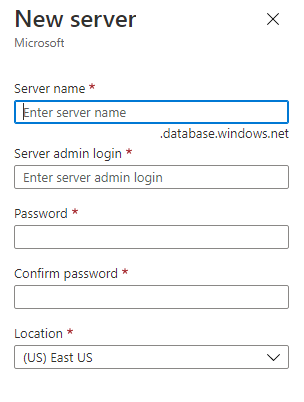 New server
Microsoft
Server name *
Enter server name
.database.windows.net
Server admin login *
Enter server admin login
Password *
Confirm password *
Location *
(US) East US